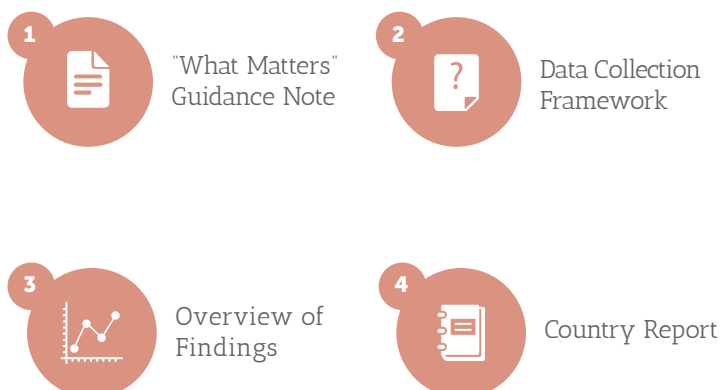 1
"What Matters"
Guidance Note
2
?
Data Collection
Framework
3
Overview of
Findings
4
Country Report